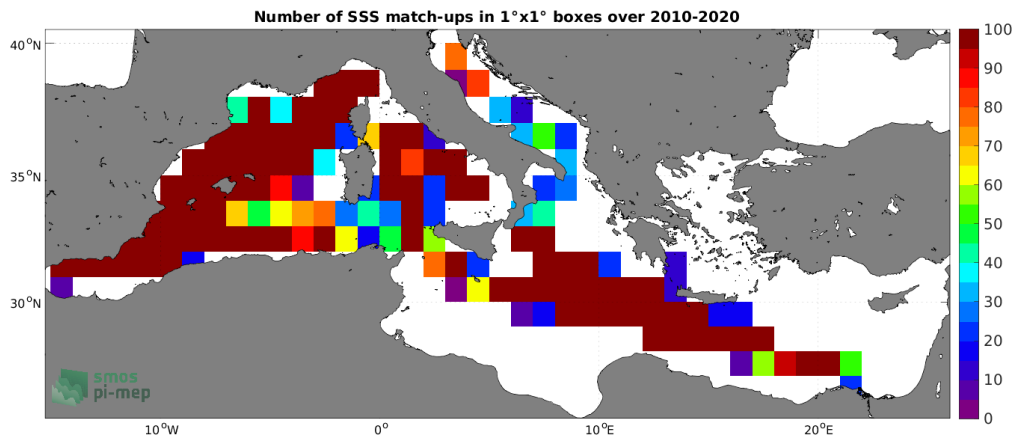 Number of SSS match-ups in 1°x1° boxes over 2010-2020
40°N
35°N
30°N
10°W
0°
10°E
20°E
100
90
80
70
60
50
40
30
20
10
0
smos
pi-mep